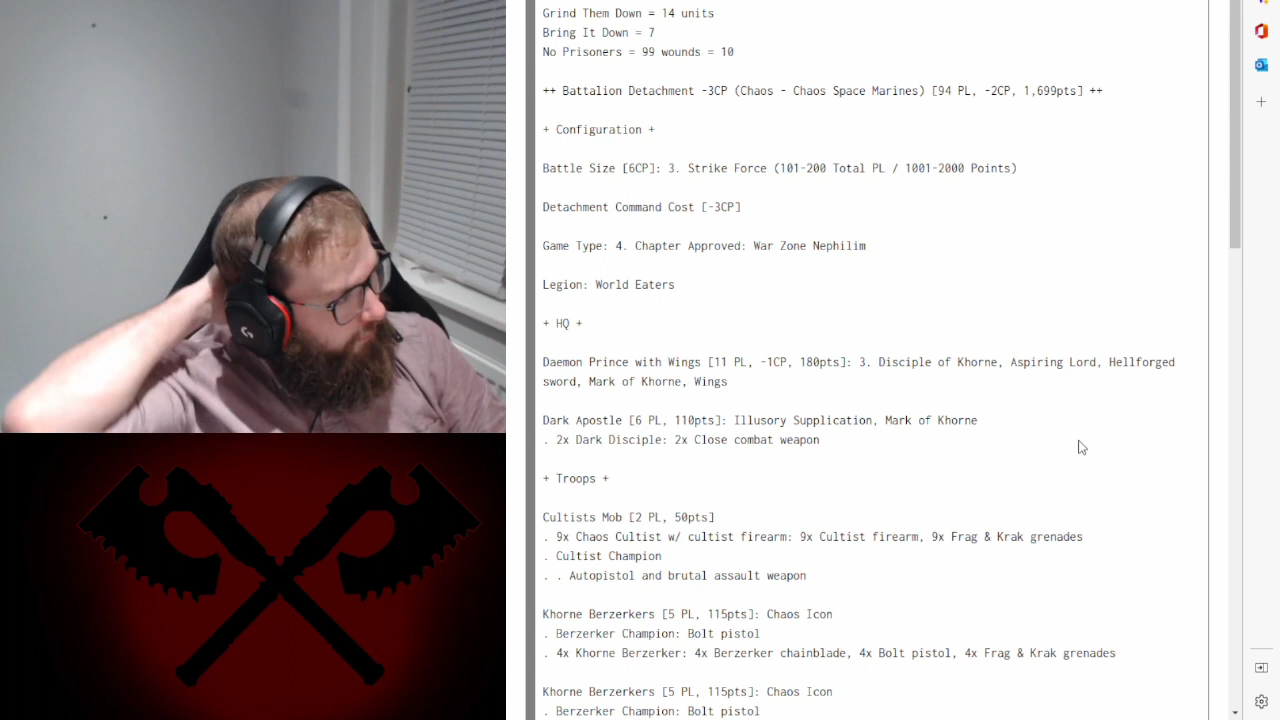 Grind Them Down = 14 units
Bring It Down = 7
No Prisoners = 99 wounds = 10
++ Battalion Detachment -3CP (Chaos - Chaos Space Marines) [94 PL, -2CP, 1,699pts] ++
+ Configuration +
Battle Size [6CP]: 3. Strike Force (101-200 Total PL / 1001-2000 Points)
Detachment Command Cost [-3CP]
Game Type: 4. Chapter Approved: War Zone Nephilim
Legion: World Eaters
+ HQ +
Daemon Prince with Wings [11 PL, -1CP, 180pts]: 3. Disciple of Khorne, Aspiring Lord, Hellforged
sword, Mark of Khorne, Wings
Dark Apostle [6 PL, 110pts]: Illusory Supplication, Mark of Khorne
. 2x Dark Disciple: 2x Close combat weapon
+ Troops +
Cultists Mob [2 PL, 50pts]
. 9x Chaos Cultist w/ cultist firearm: 9x Cultist firearm, 9x Frag & Krak grenades
. Cultist Champion
. . Autopistol and brutal assault weapon
Khorne Berzerkers [5 PL, 115pts]: Chaos Icon
. Berzerker Champion: Bolt pistol
. 4x Khorne Berzerker: 4x Berzerker chainblade, 4x Bolt pistol, 4x Frag & Krak grenades
Khorne Berzerkers [5 PL, 115pts]: Chaos Icon
. Berzerker Champion: Bolt pistol